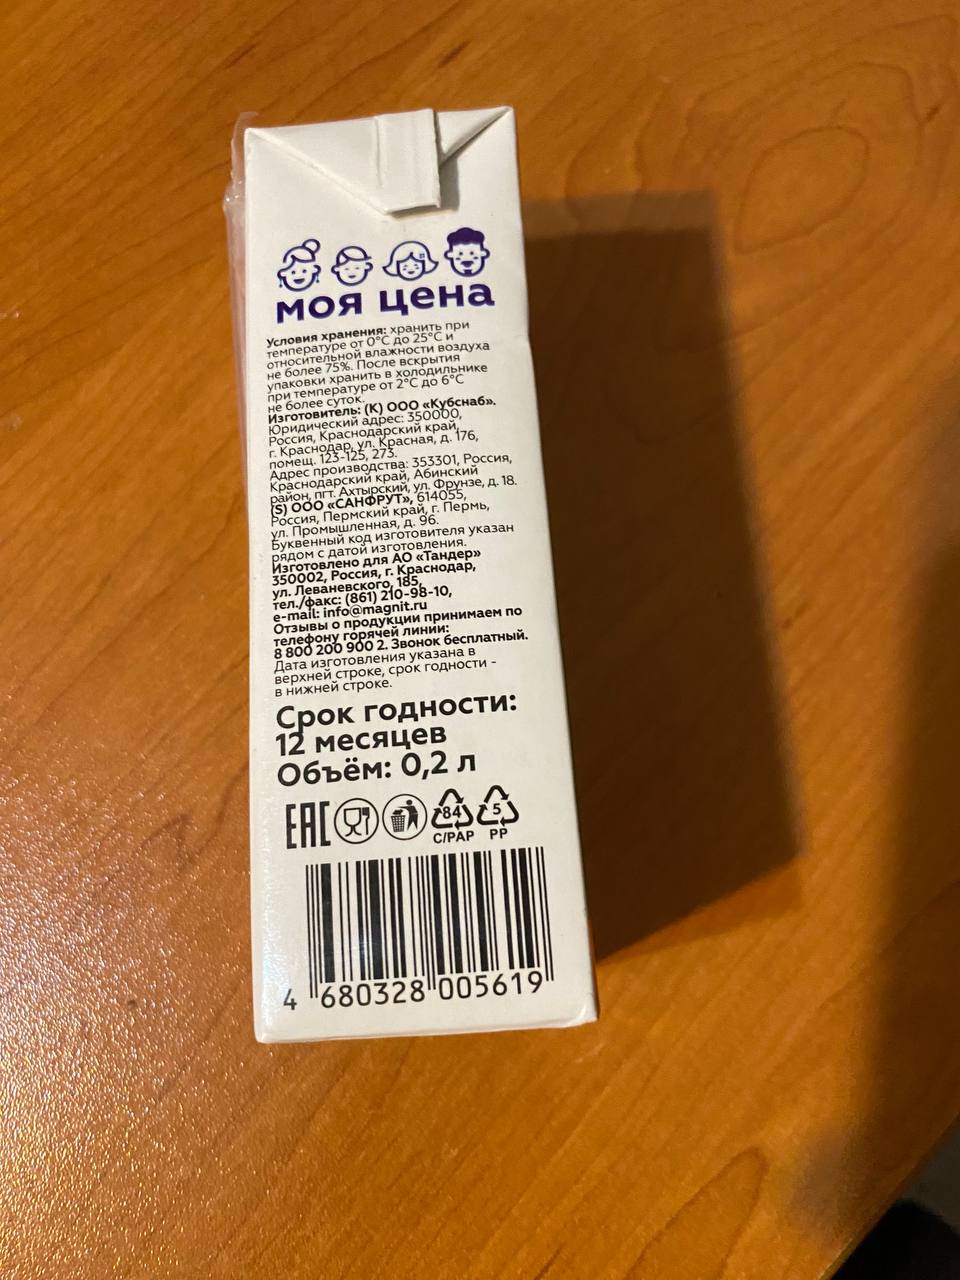 моя цена
Условия хранения: хранить при
температуре от 0°С до 25°С и
относительной влажности воздуха
не более 75%. После вскрытия
упаковки хранить в холодильнике
при температуре от 2°С до 6°С
не более суток.
Изготовитель: (К) ООО «Кубснаб».
Юридический адрес: 350000,
Россия, Краснодарский край,
г. Краснодар, ул. Красная, д. 176,
помещ. 123-125, 273.
Адрес производства: 353301, Россия,
Краснодарский край, Абинский
район, пгт. Ахтырский, ул. Фрунзе, д. 18.
(S) ООО «САНФРУТ», 614055,
Россия, Пермский край, г. Пермь,
ул. Промышленная, д. 96.
Буквенный код изготовителя указан
рядом с датой изготовления.
Изготовлено для АО «Тандер»
350002, Россия, г. Краснодар,
ул. Леваневского, 185,
тел./факс: (861) 210-98-10,
e-mail: info@magnit.ru
Отзывы о продукции принимаем по
телефону горячей линии:
8 800 200 900 2. Звонок бесплатный.
Дата изготовления указана в
верхней строке, срок годности -
в нижней строке.
Срок годности:
12 месяцев
Объём: 0,2 л
EAC 84 5
C/PAP PP
4 680328 005619